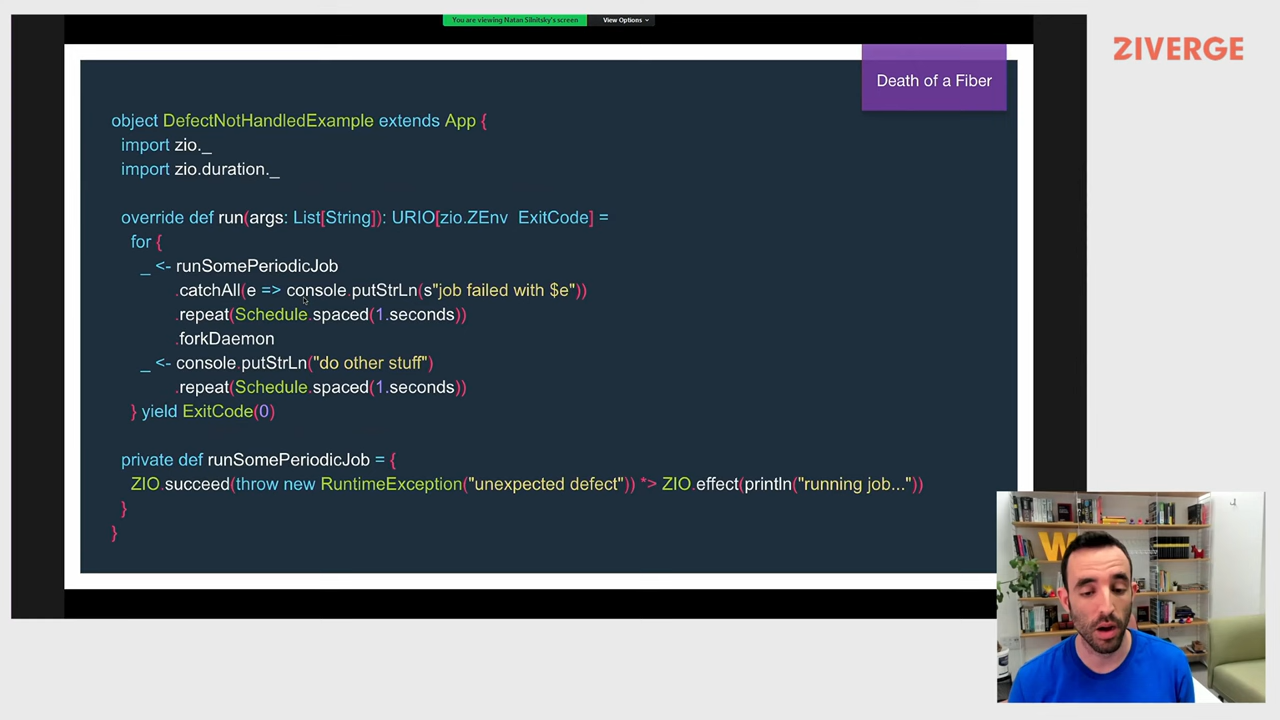 You are viewing Natan Silnitsky's screen
View Options
ZIVERGE
Death of a Fiber
object DefectNotHandledExample extends App {
import zio._
import zio.duration._
override def run(args: List[String]): URIO[zio.ZEnv ExitCode] =
for {
_ <- runSomePeriodicJob
.catchAll(e => console.putStrLn(s"job failed with $e"))
.repeat(Schedule.spaced(1.seconds))
.forkDaemon
_ <- console.putStrLn("do other stuff")
.repeat(Schedule.spaced(1.seconds))
} yield ExitCode(0)
private def runSomePeriodicJob = {
ZIO.succeed(throw new RuntimeException("unexpected defect")) *> ZIO.effect(println("running job..."))
}
}
W